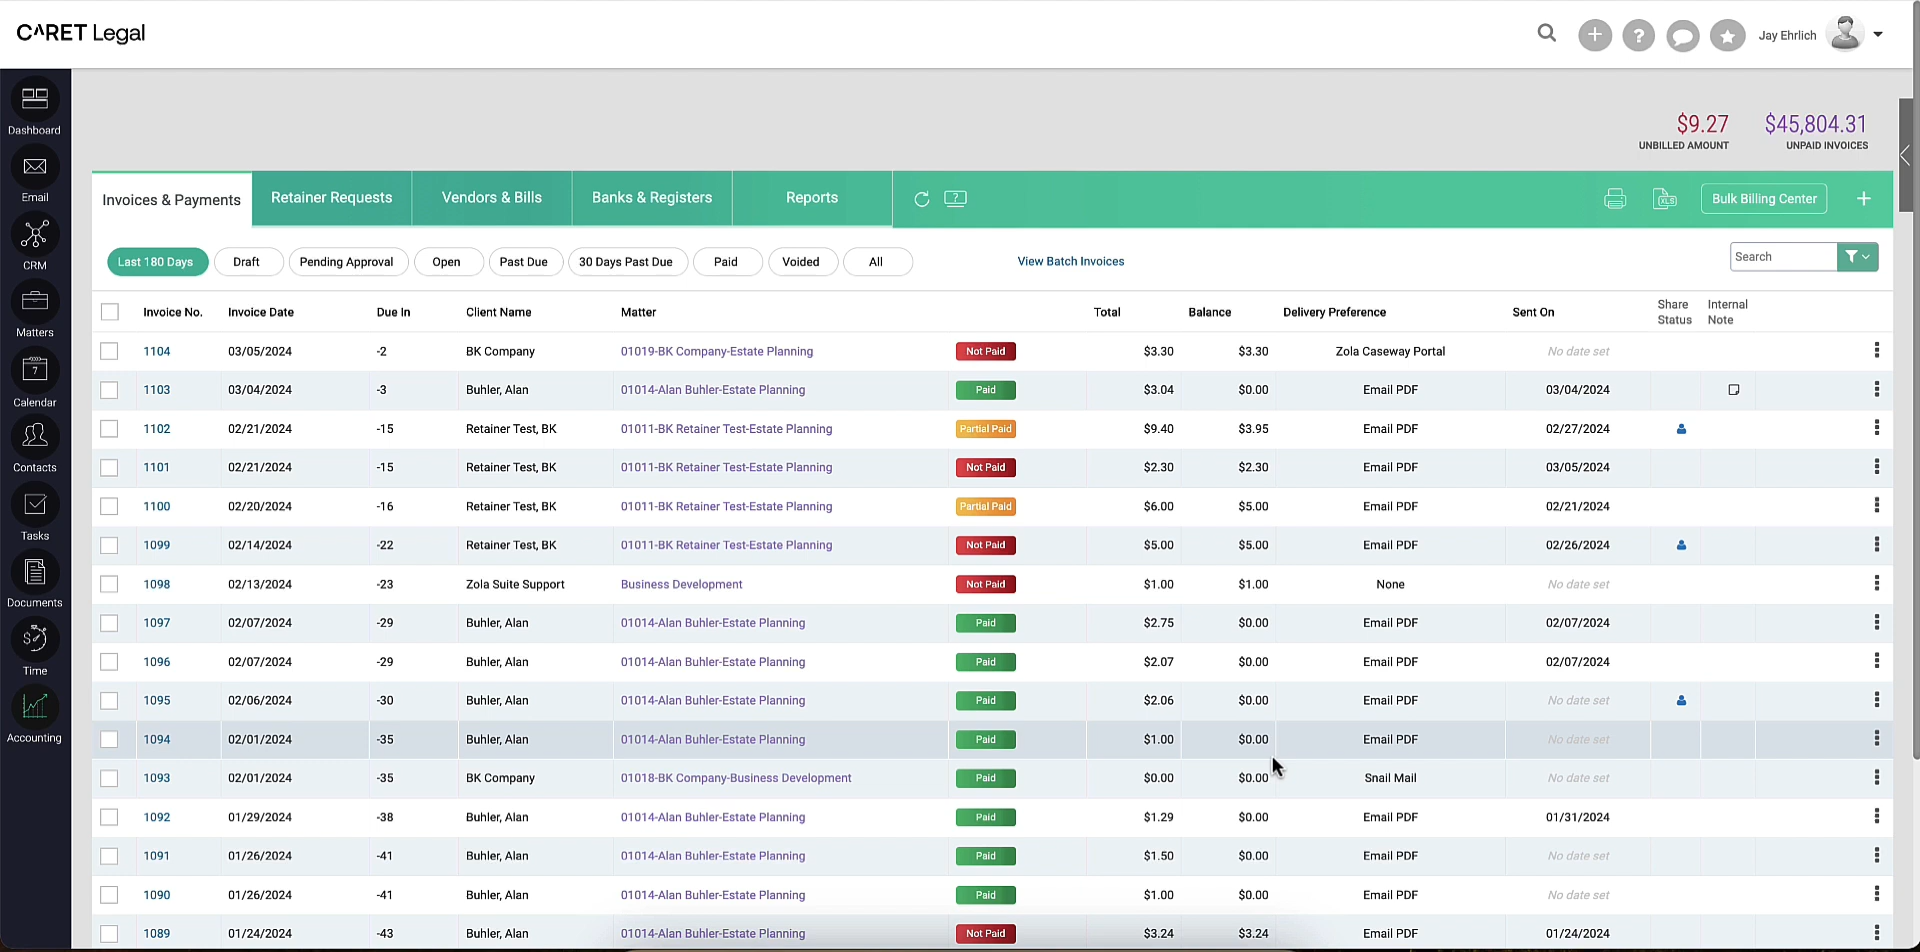 CARET Legal
? Jay Ehrlich
$9.27 $45,804.31
UNBILLED AMOUNT UNPAID INVOICES
Dashboard
Email
CRM
Matters
7
Calendar
Contacts
Tasks
Documents
Time
Accounting
Invoices & Payments Retainer Requests Vendors & Bills Banks & Registers Reports ? XLS Bulk Billing Center +
Last 180 Days Draft Pending Approval Open Past Due 30 Days Past Due Paid Voided All View Batch Invoices Search
Invoice No. Invoice Date Due In Client Name Matter Total Balance Delivery Preference Sent On Share Status Internal Note
1104 03/05/2024 -2 BK Company 01019-BK Company-Estate Planning Not Paid $3.30 $3.30 Zola Caseway Portal No date set
1103 03/04/2024 -3 Buhler, Alan 01014-Alan Buhler-Estate Planning Paid $3.04 $0.00 Email PDF 03/04/2024
1102 02/21/2024 -15 Retainer Test, BK 01011-BK Retainer Test-Estate Planning Partial Paid $9.40 $3.95 Email PDF 02/27/2024
1101 02/21/2024 -15 Retainer Test, BK 01011-BK Retainer Test-Estate Planning Not Paid $2.30 $2.30 Email PDF 03/05/2024
1100 02/20/2024 -16 Retainer Test, BK 01011-BK Retainer Test-Estate Planning Partial Paid $6.00 $5.00 Email PDF 02/21/2024
1099 02/14/2024 -22 Retainer Test, BK 01011-BK Retainer Test-Estate Planning Not Paid $5.00 $5.00 Email PDF 02/26/2024
1098 02/13/2024 -23 Zola Suite Support Business Development Not Paid $1.00 $1.00 None No date set
1097 02/07/2024 -29 Buhler, Alan 01014-Alan Buhler-Estate Planning Paid $2.75 $0.00 Email PDF 02/07/2024
1096 02/07/2024 -29 Buhler, Alan 01014-Alan Buhler-Estate Planning Paid $2.07 $0.00 Email PDF 02/07/2024
1095 02/06/2024 -30 Buhler, Alan 01014-Alan Buhler-Estate Planning Paid $2.06 $0.00 Email PDF No date set
1094 02/01/2024 -35 Buhler, Alan 01014-Alan Buhler-Estate Planning Paid $1.00 $0.00 Email PDF No date set
1093 02/01/2024 -35 BK Company 01018-BK Company-Business Development Paid $0.00 $0.00 Snail Mail No date set
1092 01/29/2024 -38 Buhler, Alan 01014-Alan Buhler-Estate Planning Paid $1.29 $0.00 Email PDF 01/31/2024
1091 01/26/2024 -41 Buhler, Alan 01014-Alan Buhler-Estate Planning Paid $1.50 $0.00 Email PDF No date set
1090 01/26/2024 -41 Buhler, Alan 01014-Alan Buhler-Estate Planning Paid $1.00 $0.00 Email PDF No date set
1089 01/24/2024 -43 Buhler, Alan 01014-Alan Buhler-Estate Planning Not Paid $3.24 $3.24 Email PDF 01/24/2024